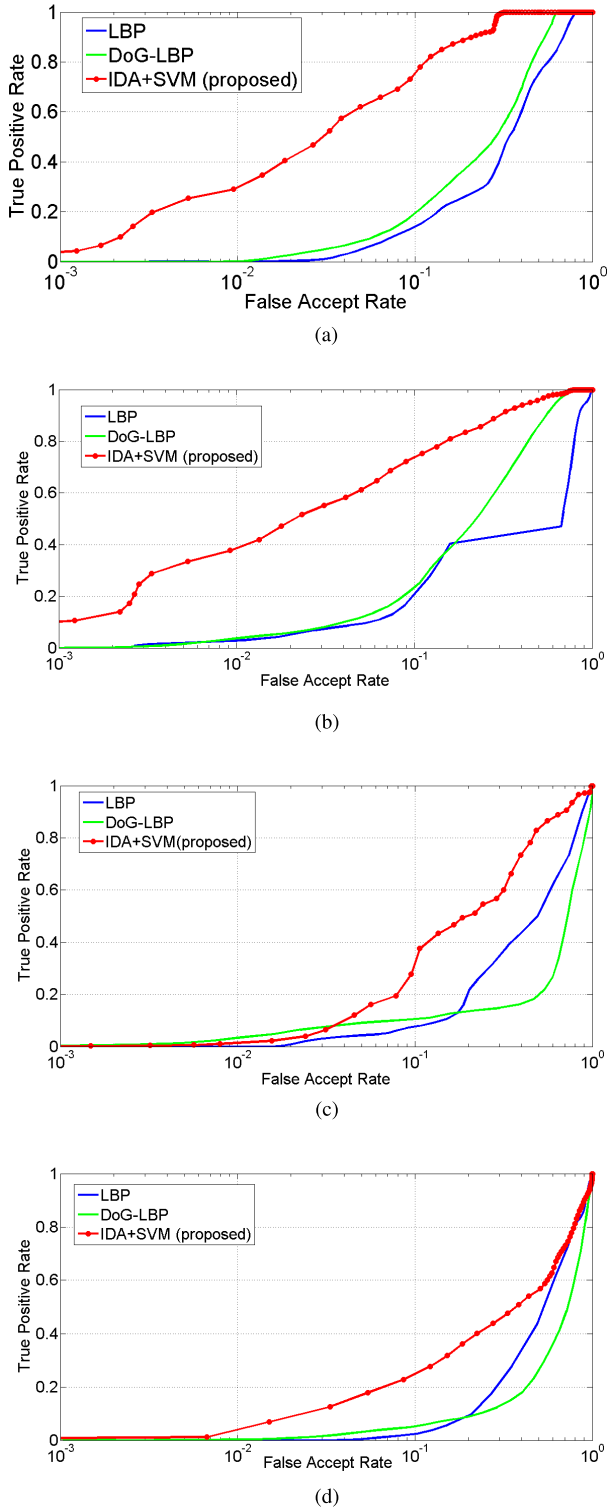 1
LBP
DoG-LBP
IDA+SVM (proposed)
0.8
0.6
0.4
0.2
0
True Positive Rate
10^-3
10^-2
10^-1
10^0
False Accept Rate
(a)
1
LBP
DoG-LBP
IDA+SVM (proposed)
0.8
0.6
0.4
0.2
0
True Positive Rate
10^-3
10^-2
10^-1
10^0
False Accept Rate
(b)
1
LBP
DoG-LBP
IDA+SVM(proposed)
0.8
0.6
0.4
0.2
0
True Positive Rate
10^-3
10^-2
10^-1
10^0
False Accept Rate
(c)
1
LBP
DoG-LBP
IDA+SVM (proposed)
0.8
0.6
0.4
0.2
0
True Positive Rate
10^-3
10^-2
10^-1
10^0
False Accept Rate
(d)